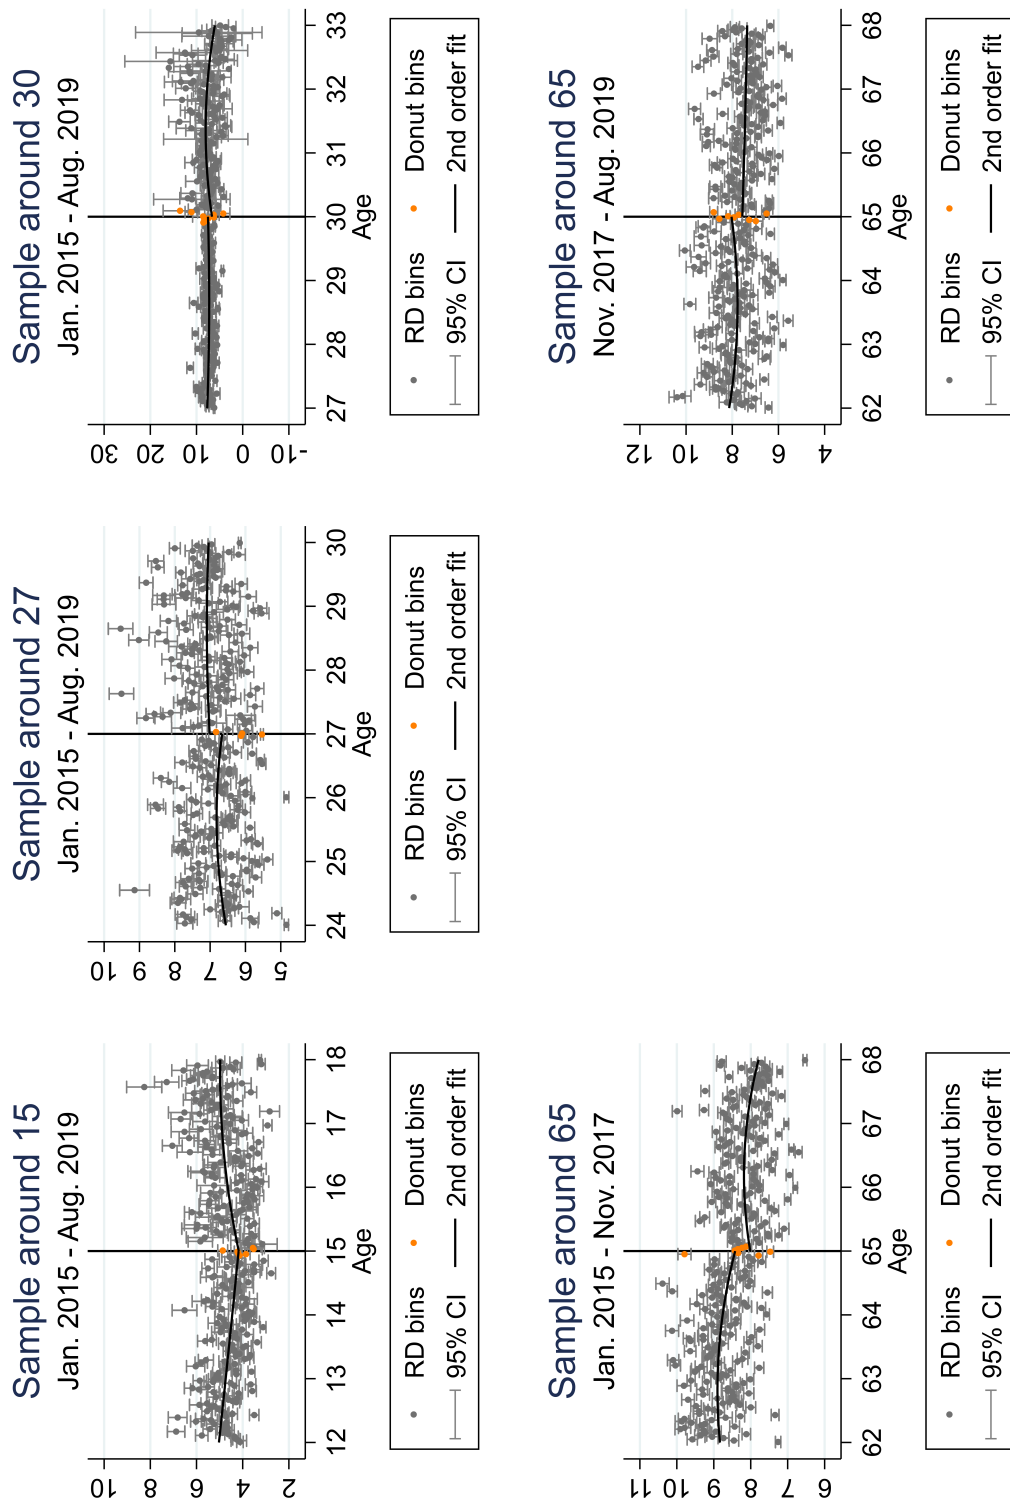 Sample around 15
Jan. 2015 - Aug. 2019
10
8
6
4
2
12 13 14 15 16 17 18
Age
RD bins Donut bins
95% CI 2nd order fit
Sample around 27
Jan. 2015 - Aug. 2019
10
9
8
7
6
5
24 25 26 27 28 29 30
Age
RD bins Donut bins
95% CI 2nd order fit
Sample around 30
Jan. 2015 - Aug. 2019
30
20
10
0
-10
27 28 29 30 31 32 33
Age
RD bins Donut bins
95% CI 2nd order fit
Sample around 65
Jan. 2015 - Nov. 2017
11
10
9
8
7
6
62 63 64 65 66 67 68
Age
RD bins Donut bins
95% CI 2nd order fit
Sample around 65
Nov. 2017 - Aug. 2019
12
10
8
6
4
62 63 64 65 66 67 68
Age
RD bins Donut bins
95% CI 2nd order fit